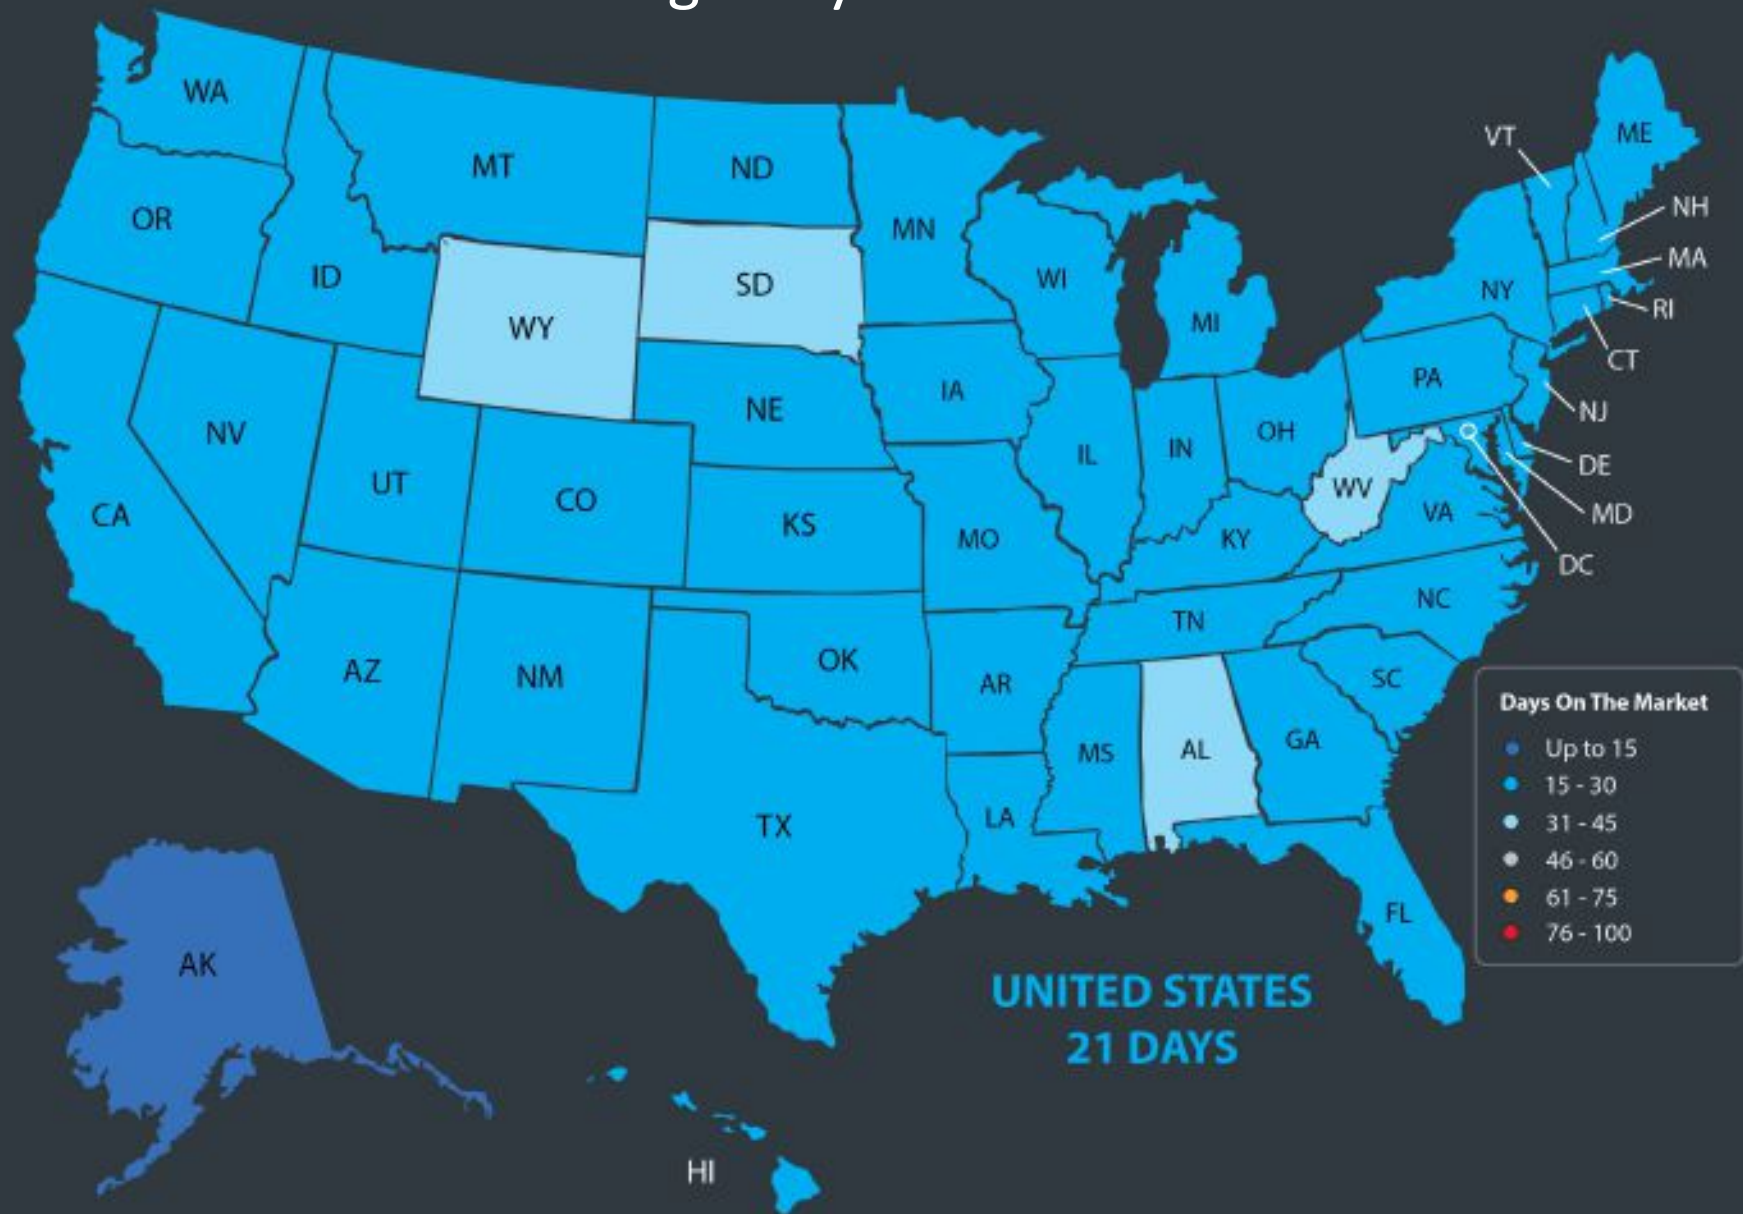 WA
MT
ND
MN
VT
ME
OR
ID
WY
SD
WI
MI
NY
NH
MA
RI
CT
NV
UT
CO
NE
IA
IL
IN
OH
PA
NJ
DE
MD
DC
CA
KS
MO
KY
WV
VA
AZ
NM
OK
AR
TN
NC
SC
TX
LA
MS
AL
GA
FL
AK
HI
Days On The Market
Up to 15
15 - 30
31 - 45
46 - 60
61 - 75
76 - 100
UNITED STATES
21 DAYS